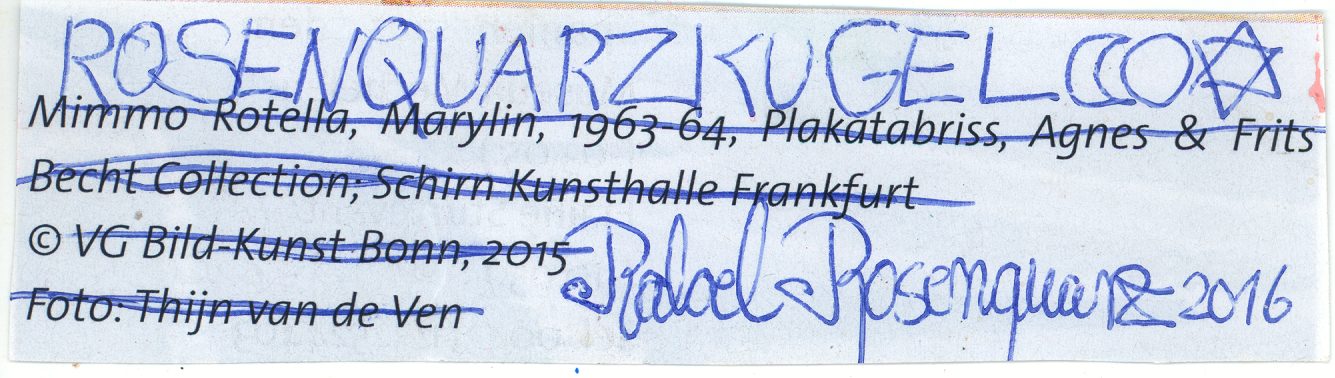 ROSENQUARZKUGEL
Mimmo Rotella, Marylin, 1963-64, Plakatabriss, Agnes & Frits
Becht Collection, Schirn Kunsthalle Frankfurt
© VG Bild-Kunst Bonn, 2015
Foto: Thijn van de Ven
Rosenquarz 2016